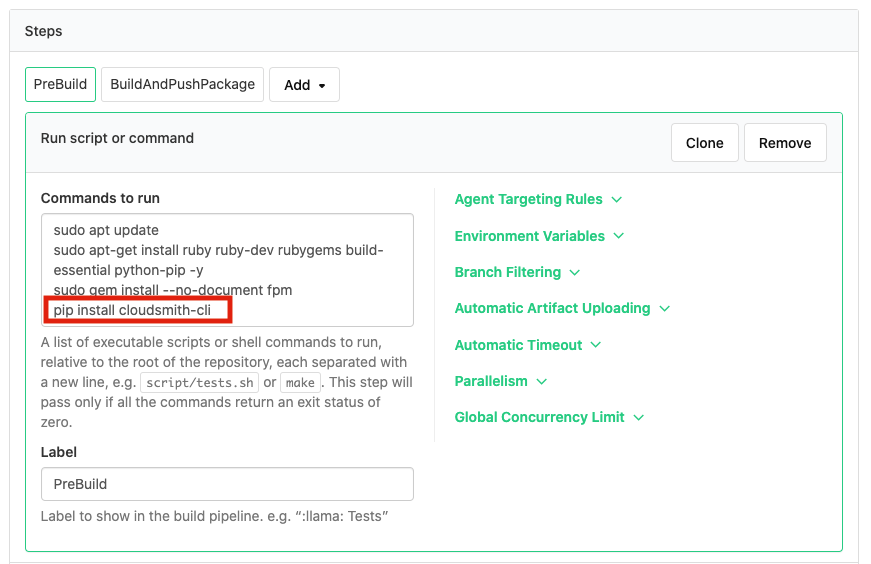 Steps
PreBuild
BuildAndPushPackage
Add
Run script or command
Clone
Remove
Commands to run
sudo apt update
sudo apt-get install ruby ruby-dev rubygems build-
essential python-pip -y
sudo gem install --no-document fpm
pip install cloudsmith-cli
A list of executable scripts or shell commands to run,
relative to the root of the repository, each separated with
a new line, e.g. script/tests.sh or make. This step will
pass only if all the commands return an exit status of
zero.
Label
PreBuild
Label to show in the build pipeline. e.g. “:llama: Tests”
Agent Targeting Rules
Environment Variables
Branch Filtering
Automatic Artifact Uploading
Automatic Timeout
Parallelism
Global Concurrency Limit